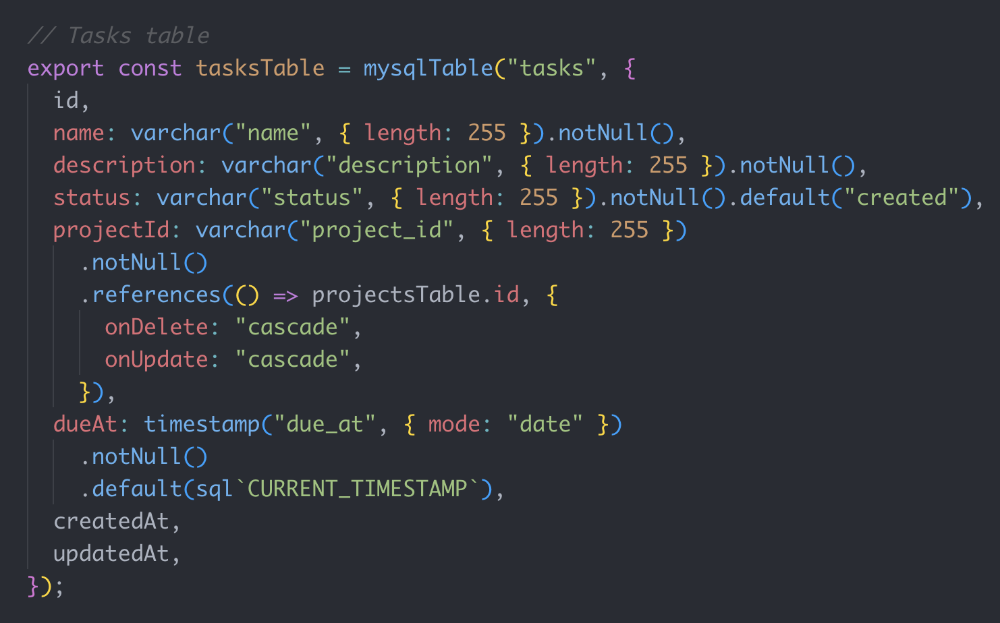 // Tasks table
export const tasksTable = mysqlTable("tasks", {
  id,
  name: varchar("name", { length: 255 }).notNull(),
  description: varchar("description", { length: 255 }).notNull(),
  status: varchar("status", { length: 255 }).notNull().default("created"),
  projectId: varchar("project_id", { length: 255 })
    .notNull()
    .references(() => projectsTable.id, {
      onDelete: "cascade",
      onUpdate: "cascade",
    }),
  dueAt: timestamp("due_at", { mode: "date" })
    .notNull()
    .default(sql`CURRENT_TIMESTAMP`),
  createdAt,
  updatedAt,
});